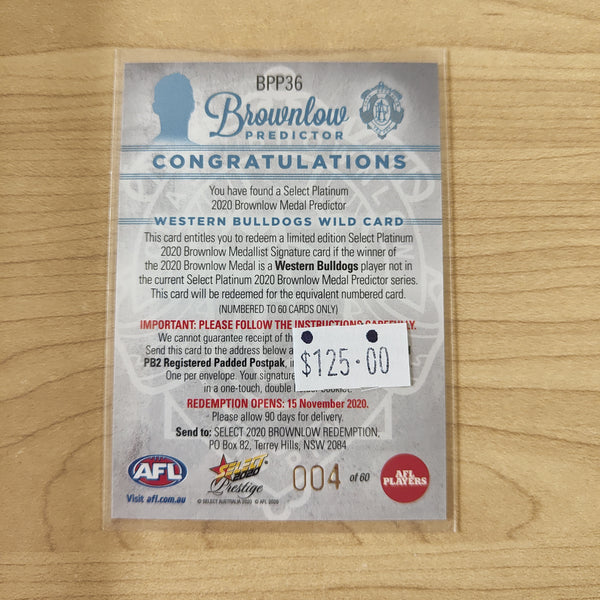 BPP36
Brownlow
PREDICTOR
CONGRATULATIONS
You have found a Select Platinum
2020 Brownlow Medal Predictor
WESTERN BULLDOGS WILD CARD
This card entitles you to redeem a limited edition Select Platinum
2020 Brownlow Medallist Signature card if the winner of
the 2020 Brownlow Medal is a Western Bulldogs player not in
the current Select Platinum 2020 Brownlow Medal Predictor series.
This card will be redeemed for the equivalent numbered card.
(NUMBERED TO 60 CARDS ONLY)
IMPORTANT: PLEASE FOLLOW THE INSTRUCTIONS CAREFULLY.
We cannot guarantee receipt of th
Send this card to the address below a
PB2 Registered Padded Postpak, in
One per envelope. Your signature
in a one-touch, double
$125.00
REDEMPTION OPENS: 15 November 2020.
Please allow 90 days for delivery.
Send to: SELECT 2020 BROWNLOW REDEMPTION,
PO Box 82, Terrey Hills, NSW 2084
AFL
Visit afl.com.au
SELECT
2020
Prestige
© SELECT AUSTRALIA 2020 © AFL 2020
004 of 60
AFL
PLAYERS